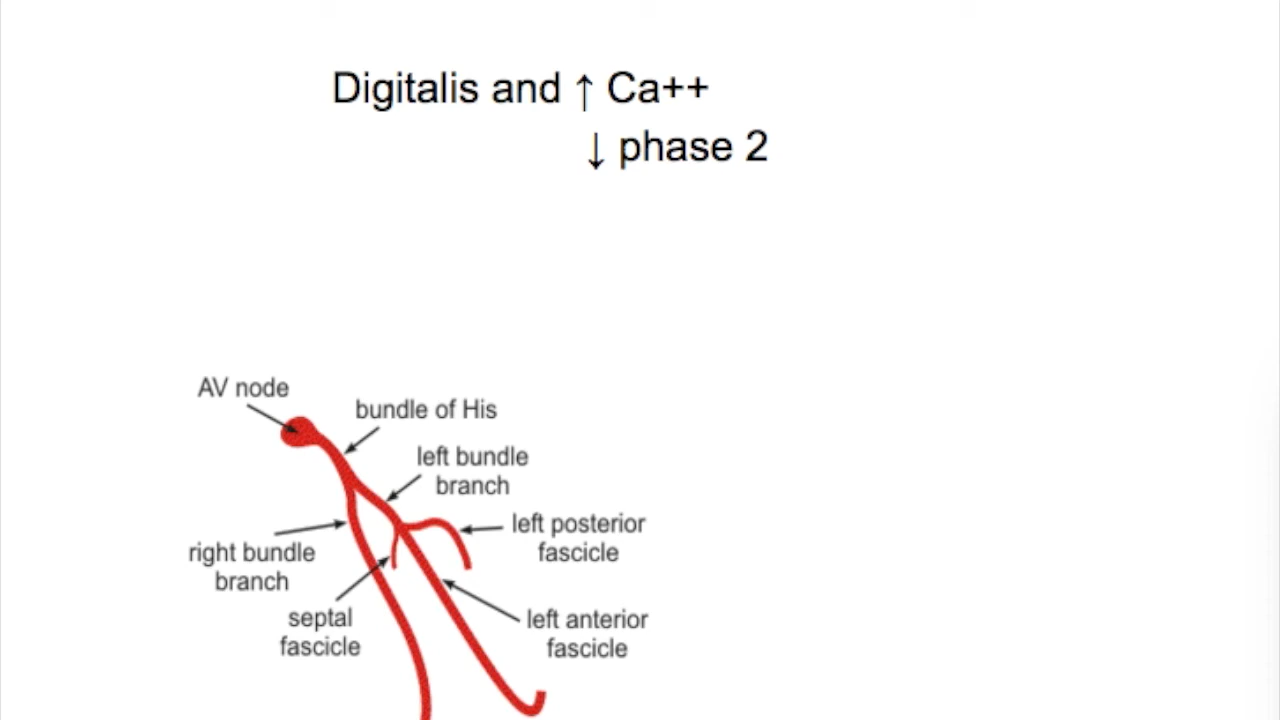 Digitalis and ↑ Ca++
↓ phase 2
AV node
bundle of His
left bundle
branch
left posterior
fascicle
right bundle
branch
septal
fascicle
left anterior
fascicle